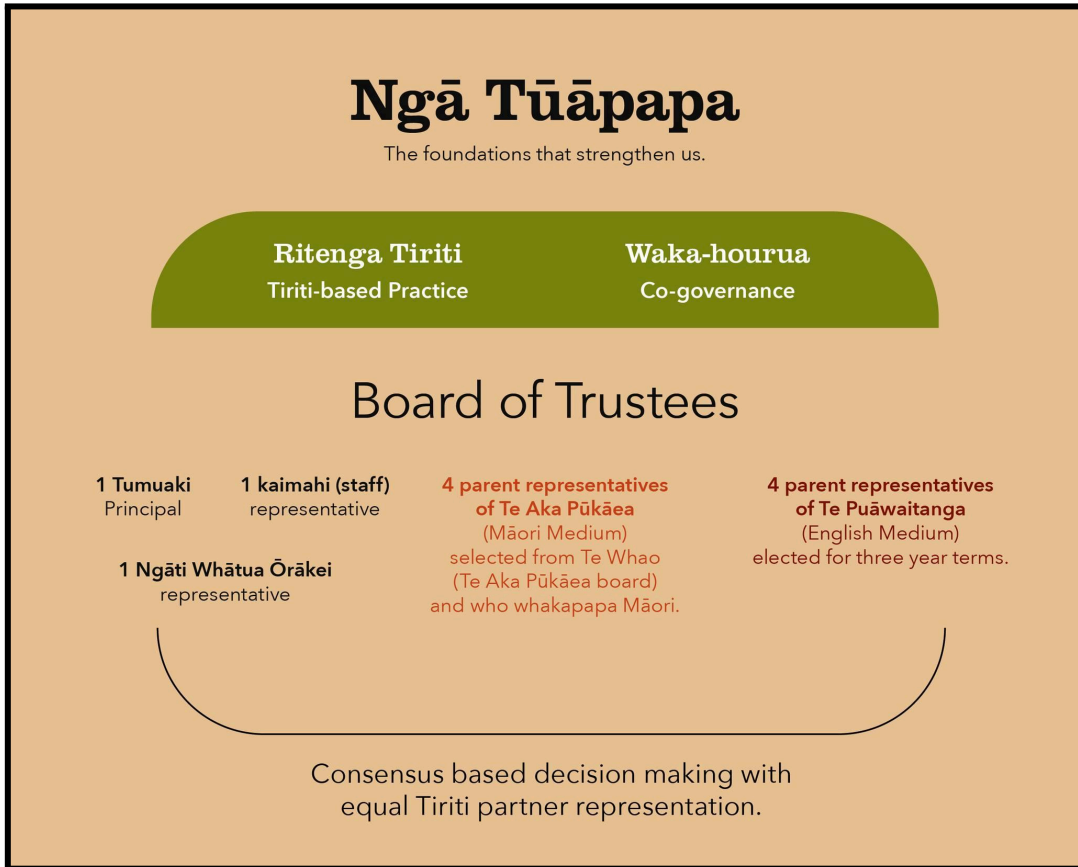 Ngā Tūāpapa
The foundations that strengthen us.
Ritenga Tiriti
Tiriti-based Practice
Waka-hourua
Co-governance
Board of Trustees
1 Tumuaki
Principal
1 kaimahi (staff)
representative
1 Ngāti Whātua Ōrākei
representative
4 parent representatives
of Te Aka Pūkāea
(Māori Medium)
selected from Te Whao
(Te Aka Pūkāea board)
and who whakapapa Māori.
4 parent representatives
of Te Puāwaitanga
(English Medium)
elected for three year terms.
Consensus based decision making with
equal Tiriti partner representation.